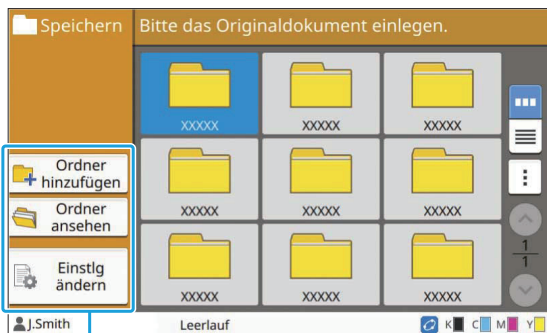 Speichern
Bitte das Originaldokument einlegen.
XXXXX XXXXX XXXXX
Ordner
hinzufügen
XXXXX XXXXX XXXXX
Ordner
ansehen
1
1
Einstlg
ändern
XXXXX XXXXX XXXXX
J.Smith
Leerlauf
K C M Y